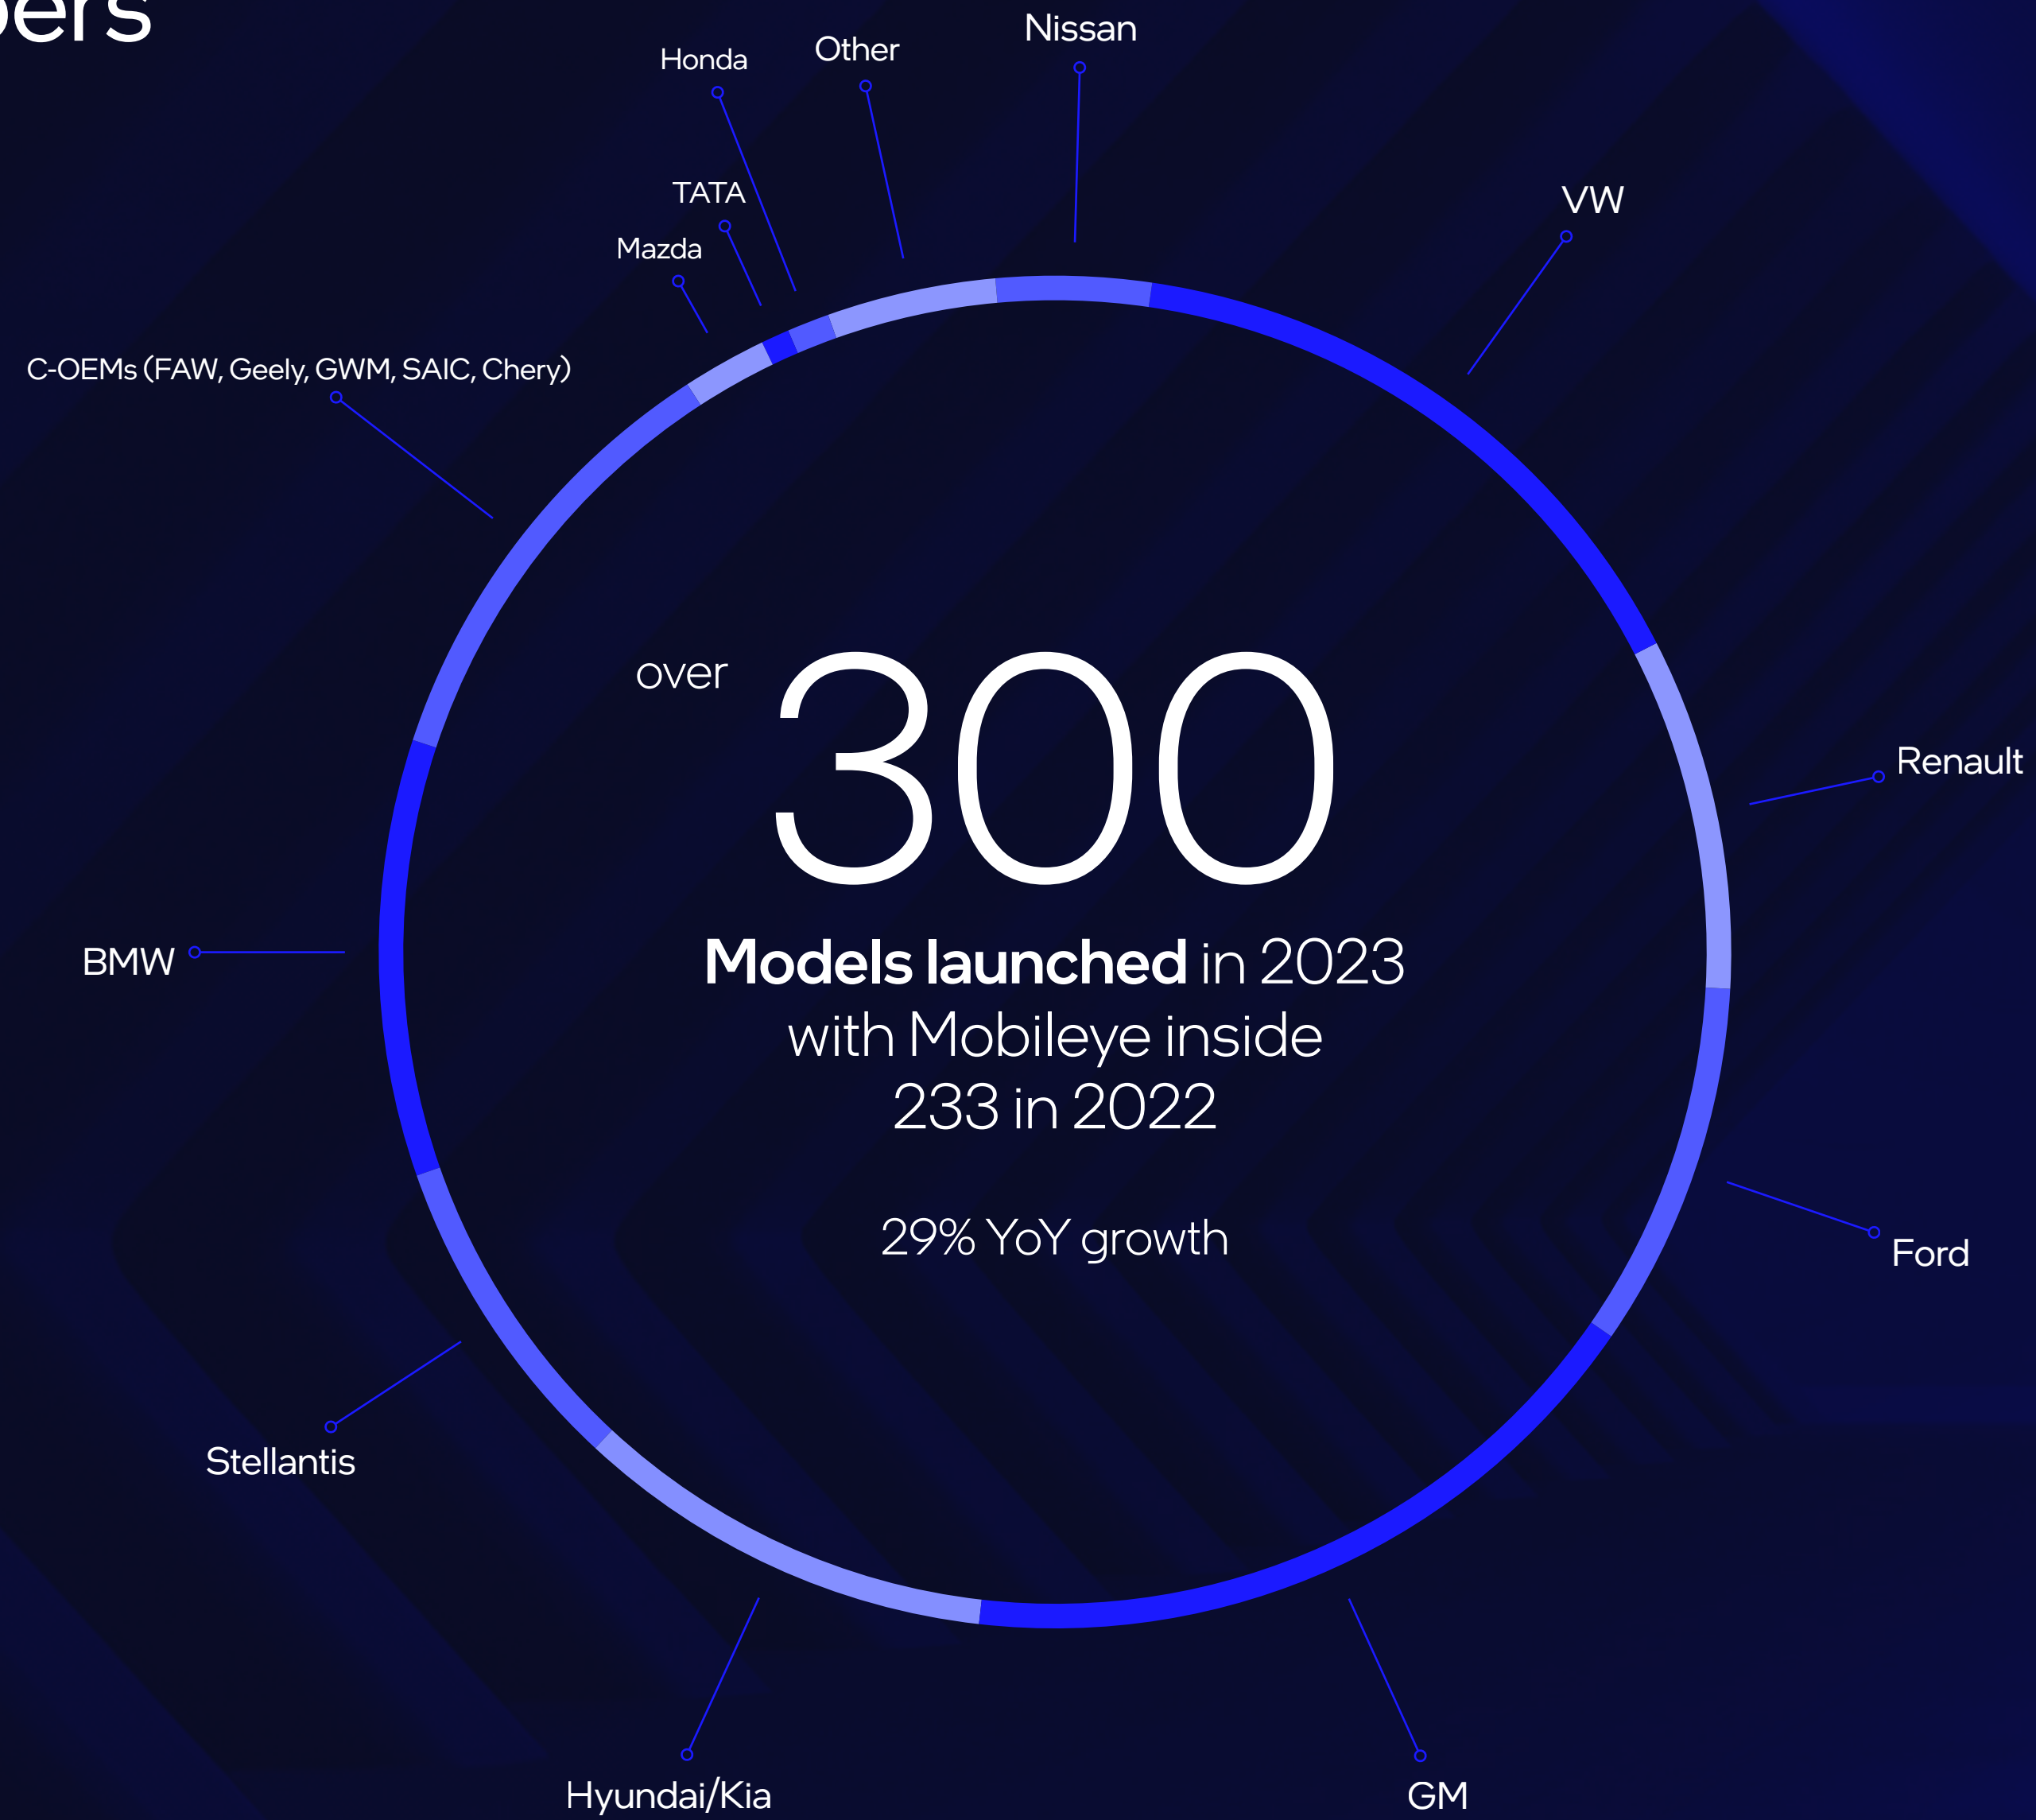 Nissan
Other
Honda
VW
TATA
Mazda
C-OEMs (FAW, Geely, GWM, SAIC, Chery)
over
300
Models launched in 2023
with Mobileye inside
233 in 2022
29% YoY growth
Renault
BMW
Ford
Stellantis
Hyundai/Kia
GM